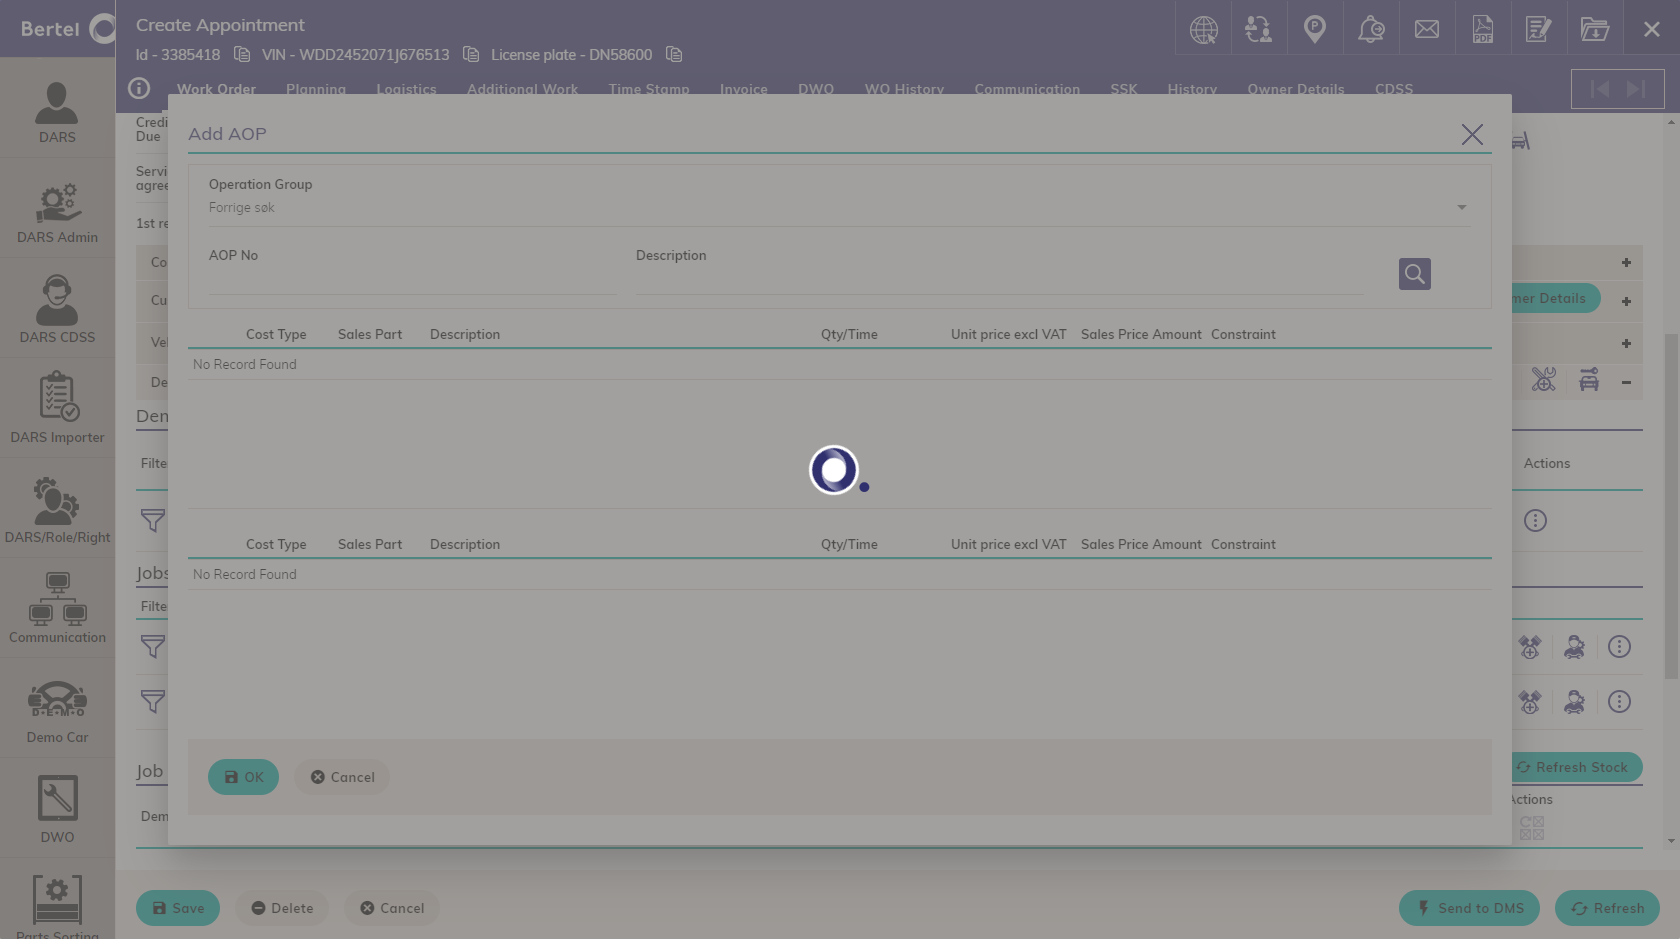 Bertel
Create Appointment
Id - 3385418 VIN - WDD2452071J676513 License plate - DN58600
Work Order Planning Logistics Additional Work Time Stamp Invoice DWO WO History Communication SSK History Owner Details CDSS
DARS
DARS Admin
DARS CDSS
DARS Importer
DARS/Role/Right
Communication
D-E-M-O
Demo Car
DWO
Parts Sorting
PDF
Credi
Due
Servi
agree
1st re
Co
Cu
mer Details
Vel
De
Den
Filte
Actions
Jobs
Filte
Job
Refresh Stock
Dem
Actions
Add AOP
Operation Group
Forrige søk
AOP No Description
Cost Type Sales Part Description Qty/Time Unit price excl VAT Sales Price Amount Constraint
No Record Found
Cost Type Sales Part Description Qty/Time Unit price excl VAT Sales Price Amount Constraint
No Record Found
OK Cancel
Save Delete Cancel Send to DMS Refresh